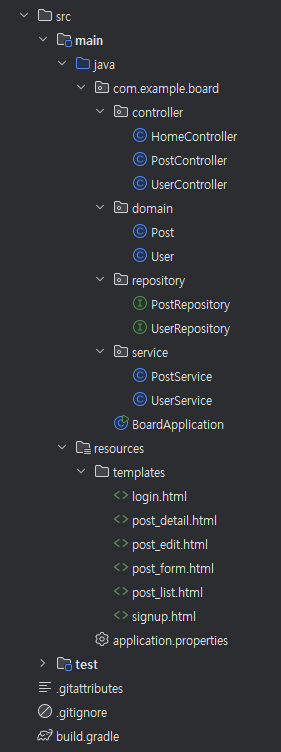 src
main
java
com.example.board
controller
HomeController
PostController
UserController
domain
Post
User
repository
PostRepository
UserRepository
service
PostService
UserService
BoardApplication
resources
templates
login.html
post_detail.html
post_edit.html
post_form.html
post_list.html
signup.html
application.properties
test
.gitattributes
.gitignore
build.gradle